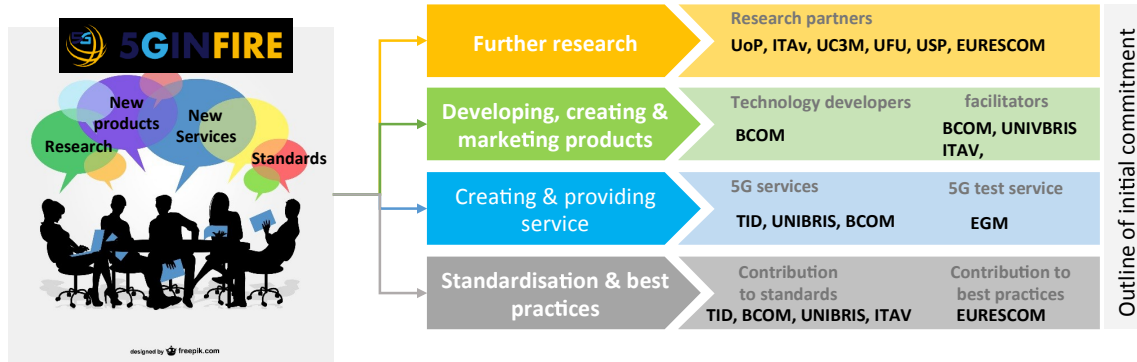 5G
5GINFIRE
New
products
New
Services
Research
Standards
designed by freepik.com
Further research
Research partners
UoP, ITAv, UC3M, UFU, USP, EURESCOM
Developing, creating &
marketing products
Technology developers
BCOM
facilitators
BCOM, UNIVBRIS
ITAV,
Creating & providing
service
5G services
TID, UNIBRIS, BCOM
5G test service
EGM
Standardisation & best
practices
Contribution
to standards
TID, BCOM, UNIBRIS, ITAV
Contribution to
best practices
EURESCOM
Outline of initial commitment